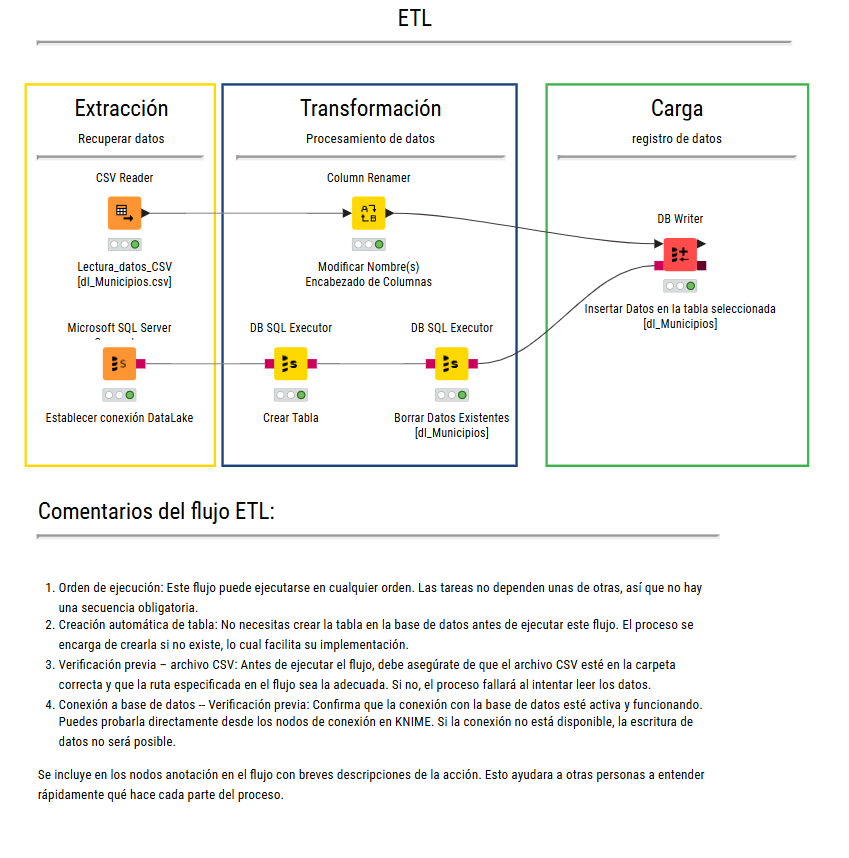 ETL
Extracción
Recuperar datos
CSV Reader
Lectura_datos_CSV
[dl_Municipios.csv]
Microsoft SQL Server
S
Establecer conexión DataLake
Transformación
Procesamiento de datos
Column Renamer
A
B
Modificar Nombre(s)
Encabezado de Columnas
DB SQL Executor
S
Crear Tabla
DB SQL Executor
S
Borrar Datos Existentes
[dl_Municipios]
Carga
registro de datos
DB Writer
Insertar Datos en la tabla seleccionada
[dl_Municipios]
Comentarios del flujo ETL:
1. Orden de ejecución: Este flujo puede ejecutarse en cualquier orden. Las tareas no dependen unas de otras, así que no hay
una secuencia obligatoria.
2. Creación automática de tabla: No necesitas crear la tabla en la base de datos antes de ejecutar este flujo. El proceso se
encarga de crearla si no existe, lo cual facilita su implementación.
3. Verificación previa – archivo CSV: Antes de ejecutar el flujo, debe asegúrate de que el archivo CSV esté en la carpeta
correcta y que la ruta especificada en el flujo sea la adecuada. Si no, el proceso fallará al intentar leer los datos.
4. Conexión a base de datos -- Verificación previa: Confirma que la conexión con la base de datos esté activa y funcionando.
Puedes probarla directamente desde los nodos de conexión en KNIME. Si la conexión no está disponible, la escritura de
datos no será posible.
Se incluye en los nodos anotación en el flujo con breves descripciones de la acción. Esto ayudara a otras personas a entender
rápidamente qué hace cada parte del proceso.